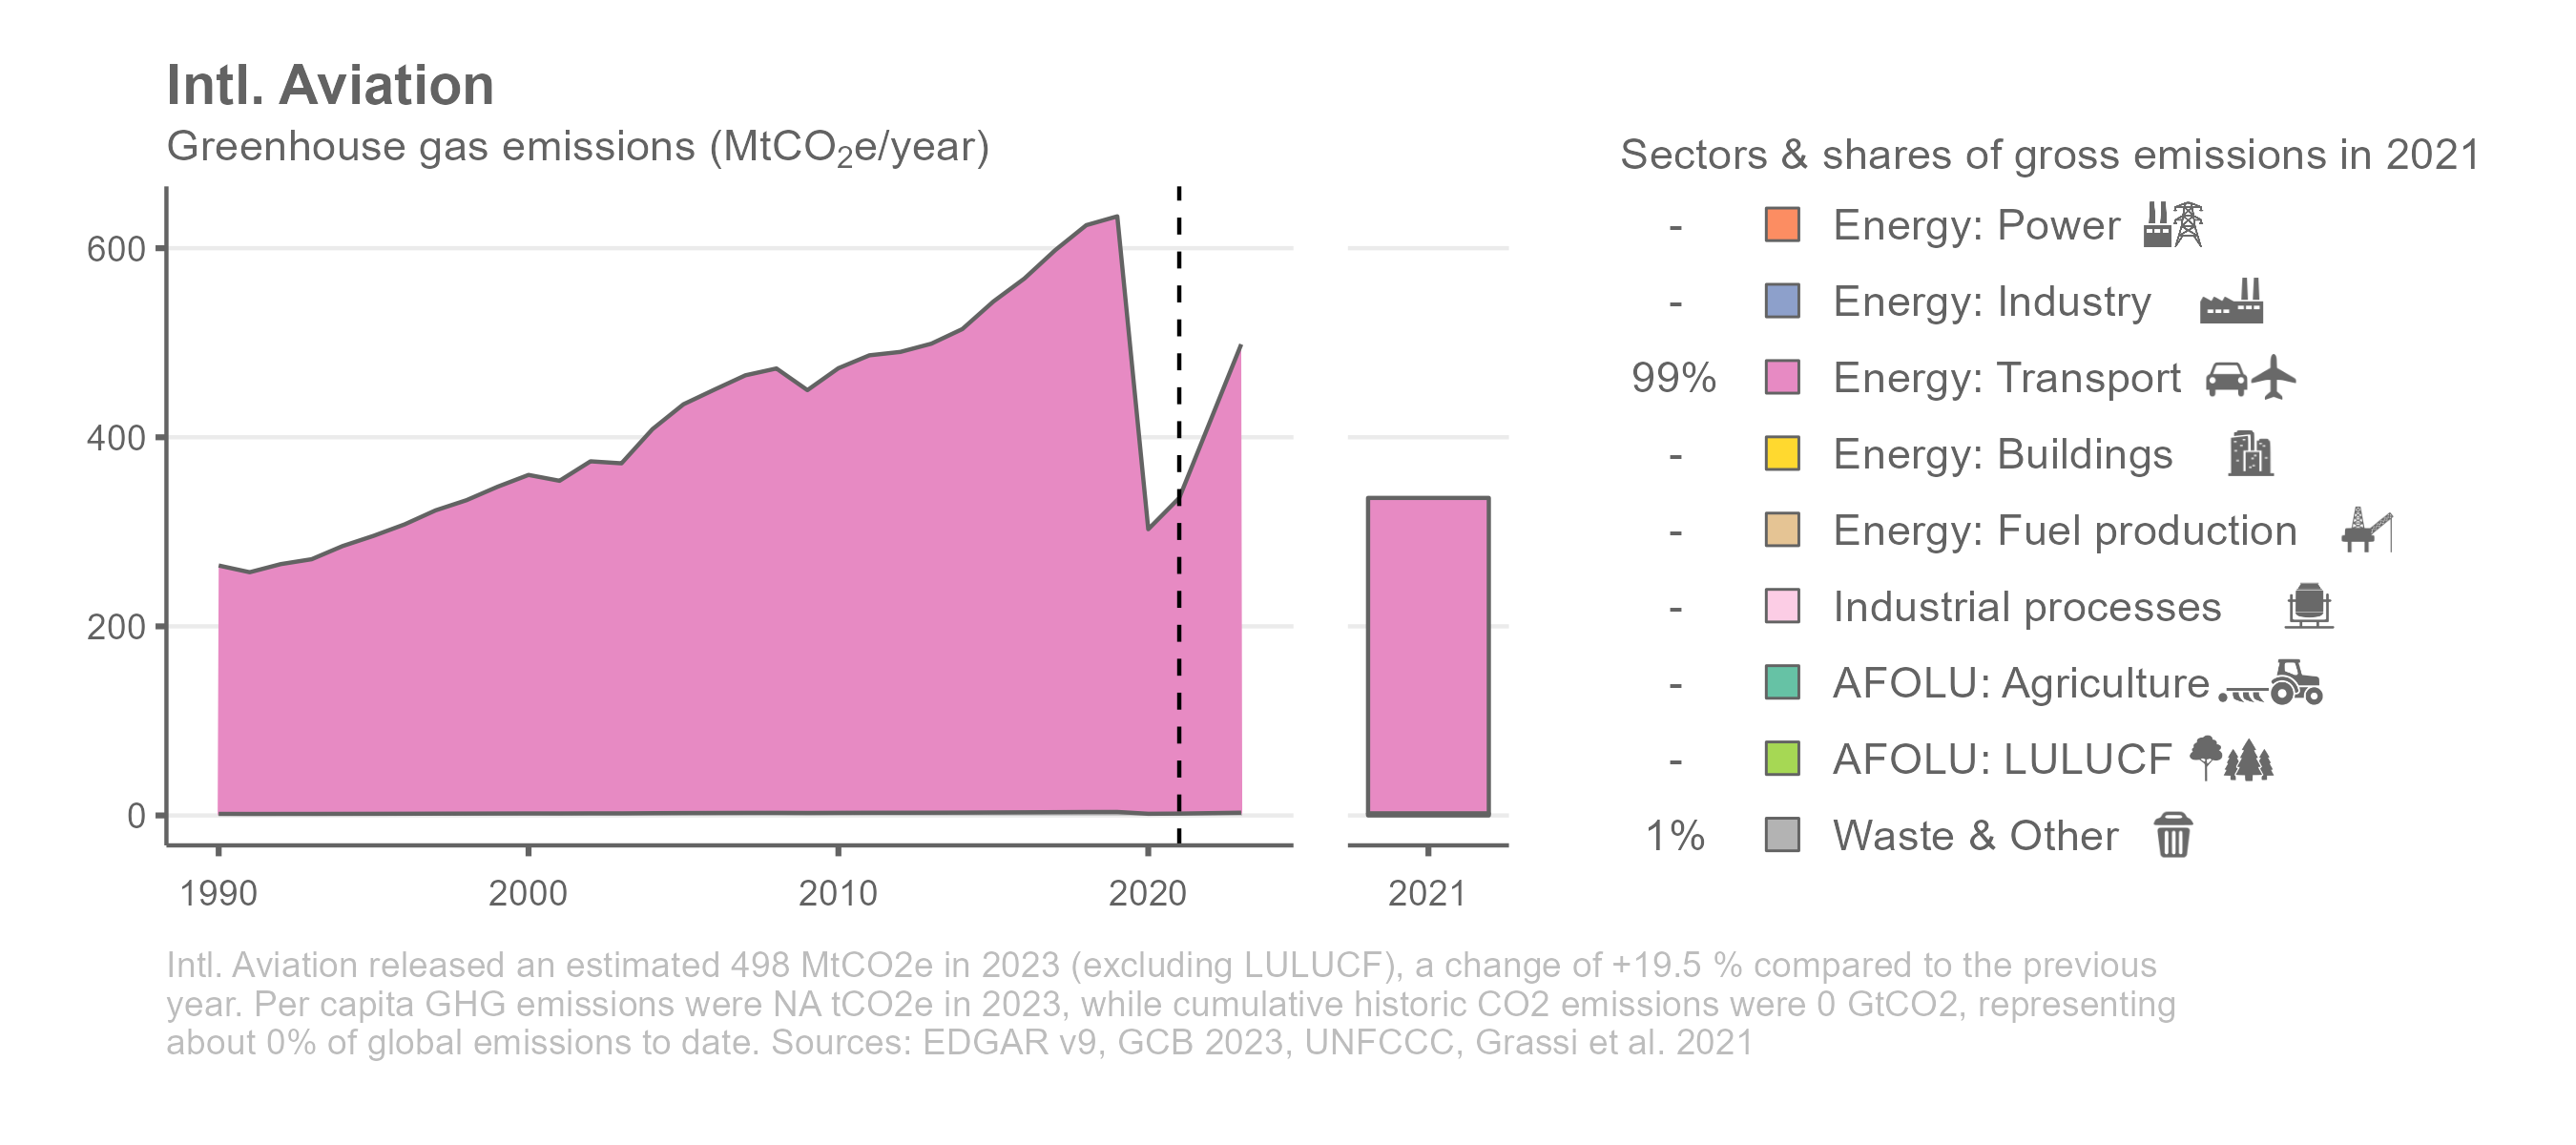 Intl. Aviation
Greenhouse gas emissions (MtCO₂e/year)
600
400
200
0
1990
2000
2010
2020
2021
Sectors & shares of gross emissions in 2021
- Energy: Power
- Energy: Industry
99% Energy: Transport
- Energy: Buildings
- Energy: Fuel production
- Industrial processes
- AFOLU: Agriculture
- AFOLU: LULUCF
1% Waste & Other
Intl. Aviation released an estimated 498 MtCO2e in 2023 (excluding LULUCF), a change of +19.5 % compared to the previous
year. Per capita GHG emissions were NA tCO2e in 2023, while cumulative historic CO2 emissions were 0 GtCO2, representing
about 0% of global emissions to date. Sources: EDGAR v9, GCB 2023, UNFCCC, Grassi et al. 2021